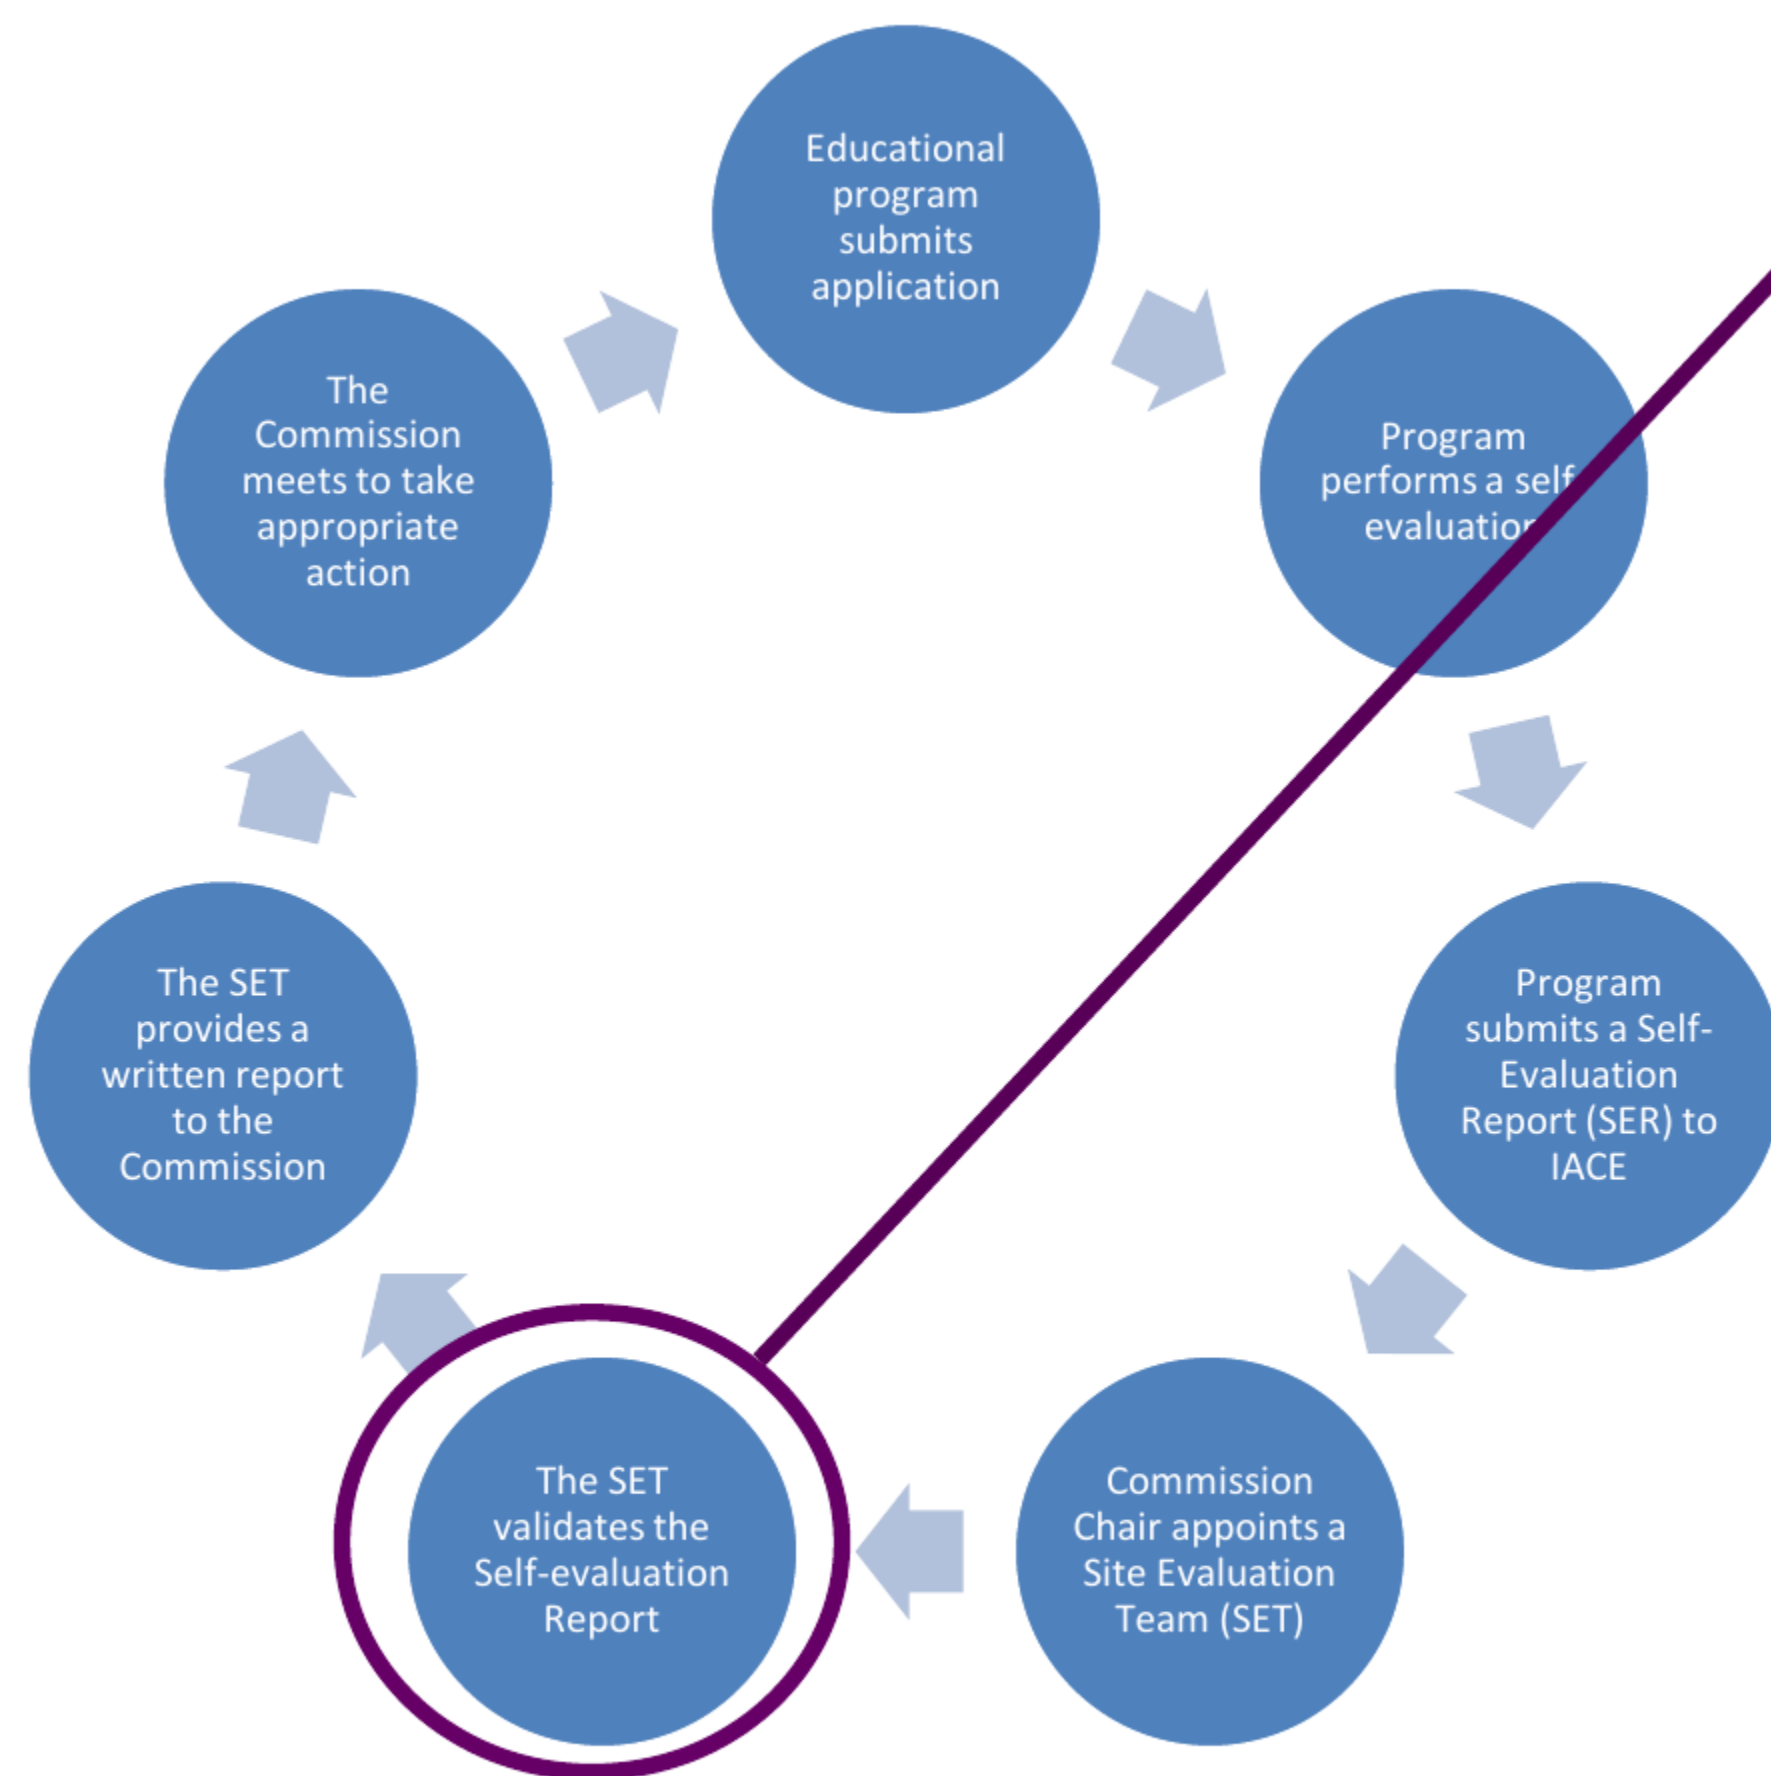 Educational
program
submits
application
Program
performs a self
evaluation
Program
submits a Self-
Evaluation
Report (SER) to
IACE
Commission
Chair appoints a
Site Evaluation
Team (SET)
The SET
validates the
Self-evaluation
Report
The SET
provides a
written report
to the
Commission
The
Commission
meets to take
appropriate
action